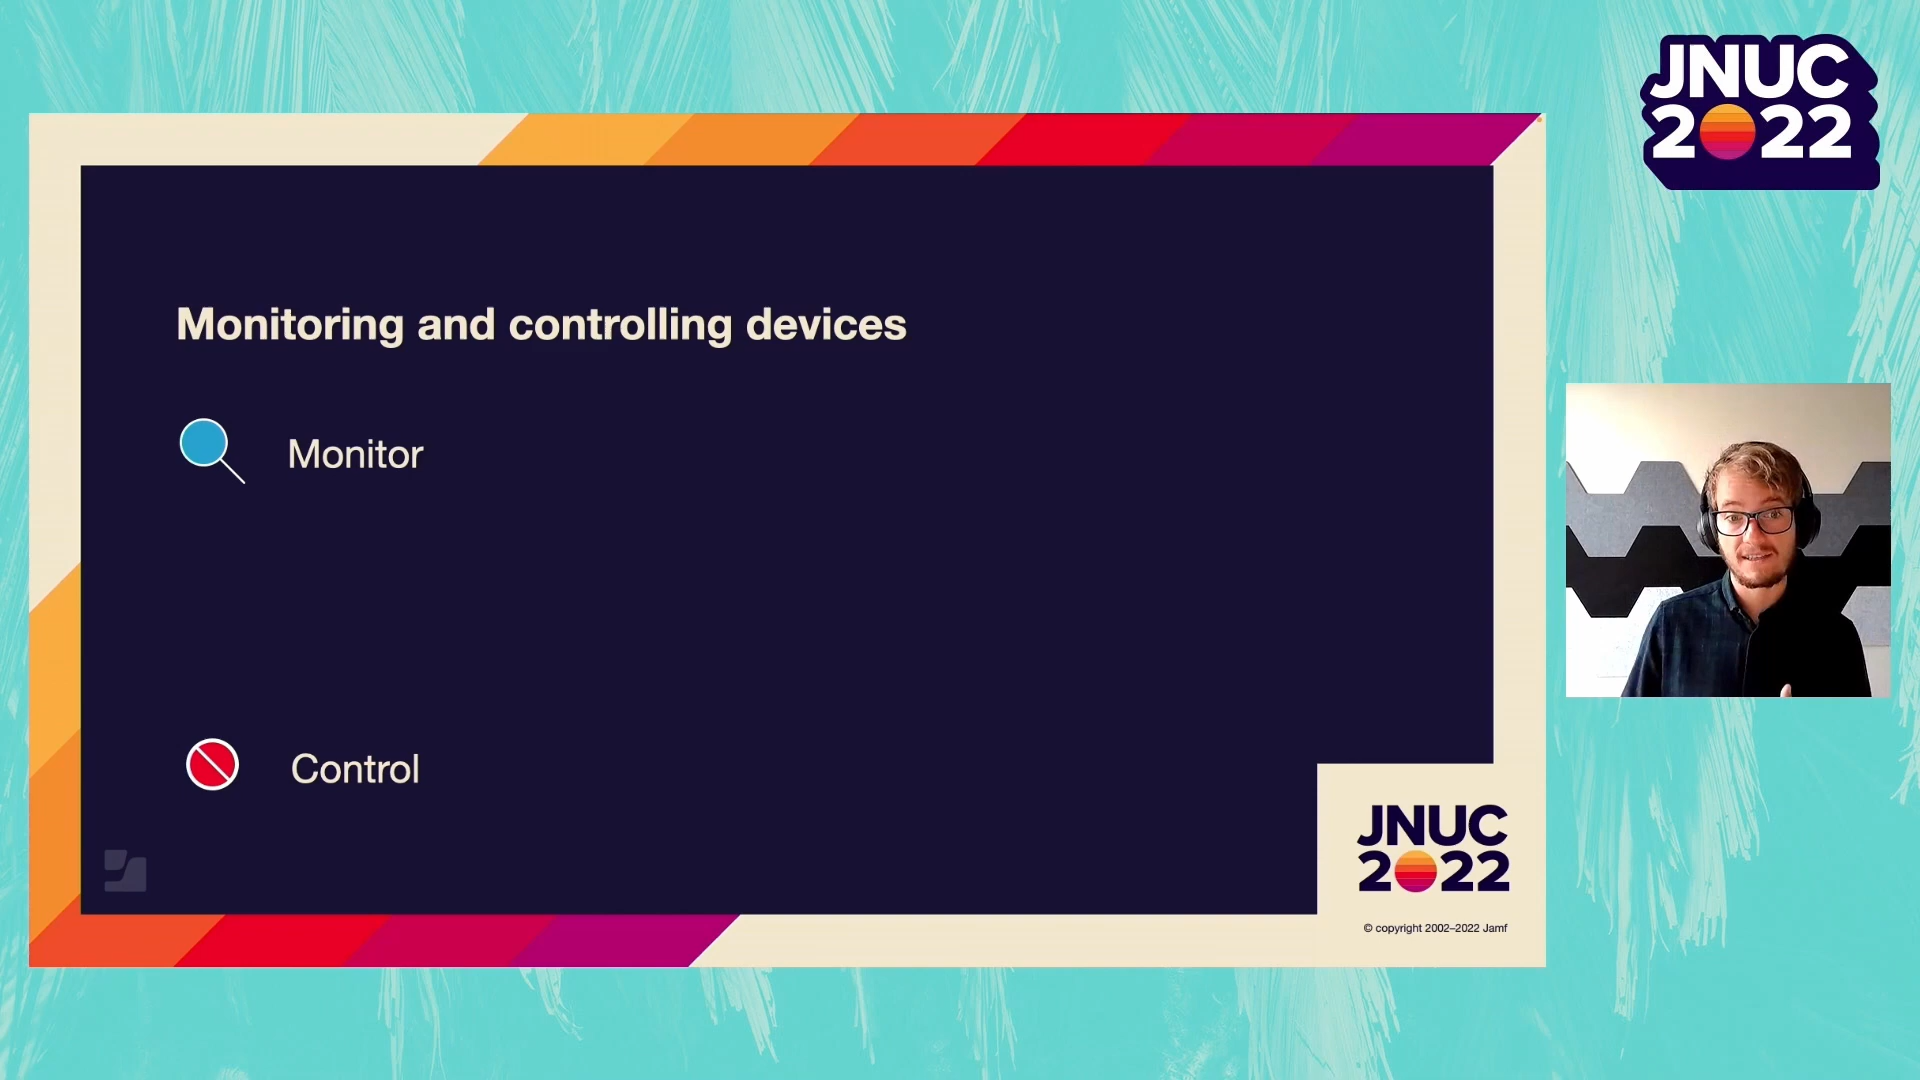 JNUC
2022
Monitoring and controlling devices
Monitor
Control
JNUC
2022
© copyright 2002–2022 Jamf